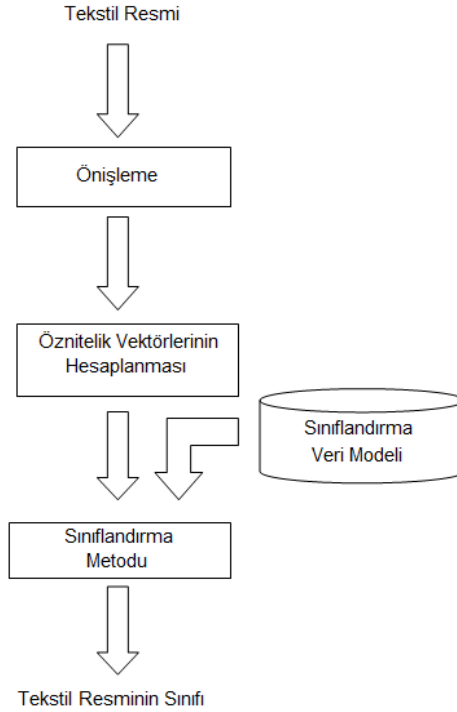 Tekstil Resmi
Önişleme
Öznitelik Vektörlerinin
Hesaplanması
Sınıflandırma
Veri Modeli
Sınıflandırma
Metodu
Tekstil Resminin Sınıfı